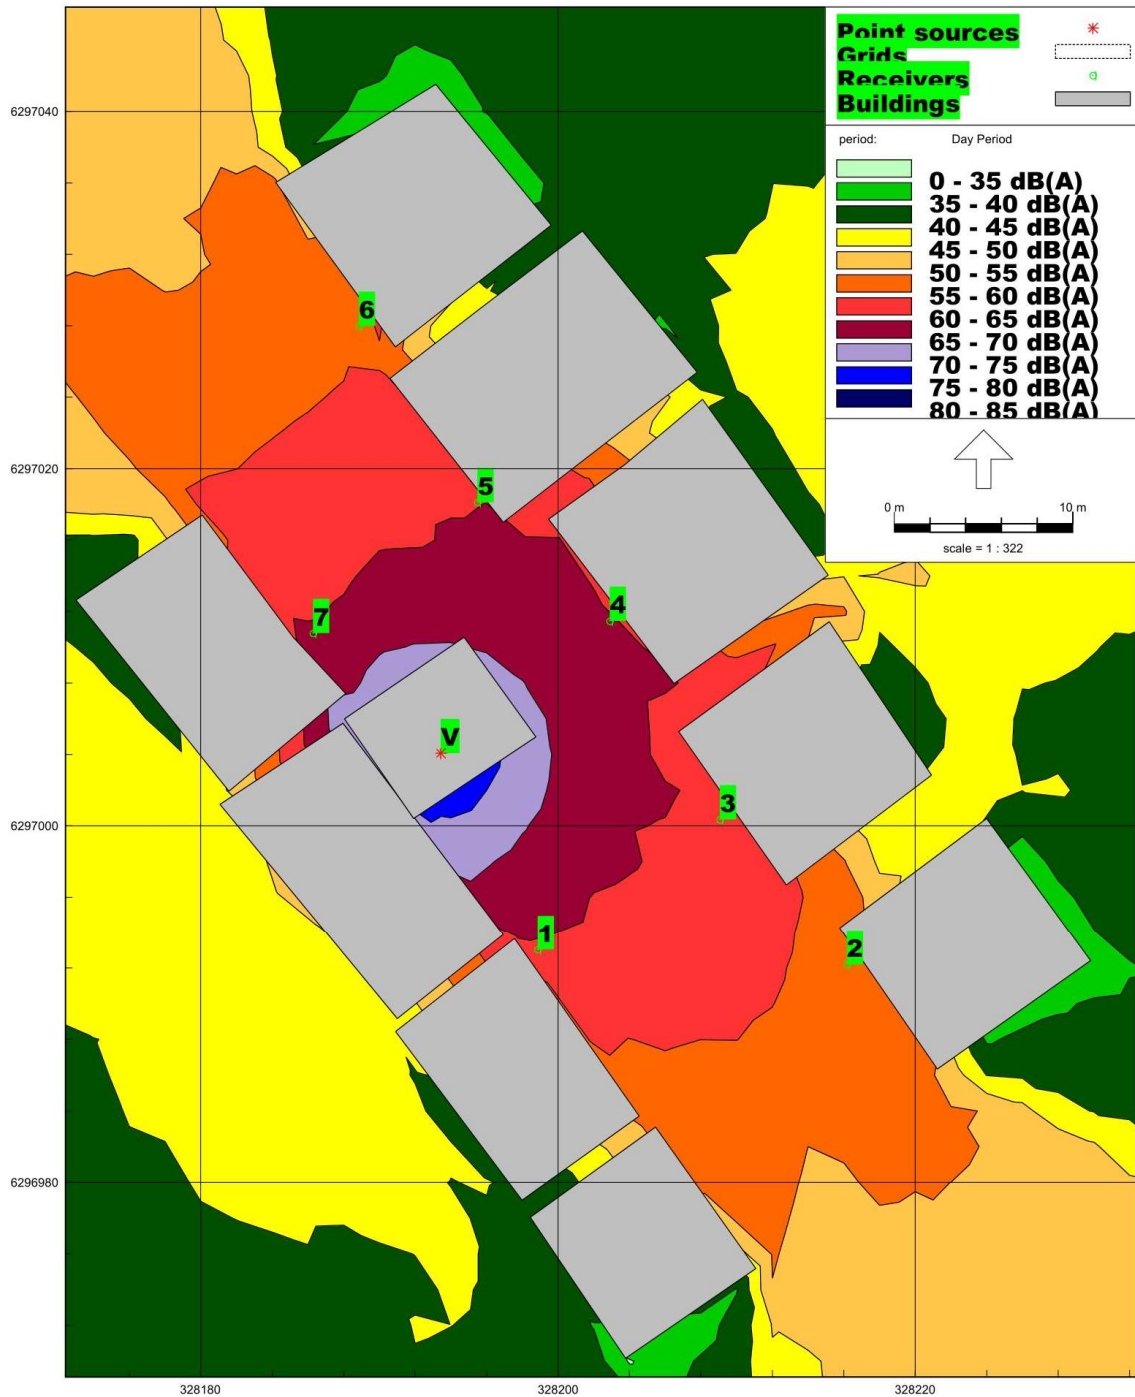 Point sources
Grids
Receivers
Buildings
period: Day Period
0 - 35 dB(A)
35 - 40 dB(A)
40 - 45 dB(A)
45 - 50 dB(A)
50 - 55 dB(A)
55 - 60 dB(A)
60 - 65 dB(A)
65 - 70 dB(A)
70 - 75 dB(A)
75 - 80 dB(A)
80 - 85 dB(A)
0 m 10 m
scale = 1 : 322
6297040
6
6297020
5
4
7
V
3
6297000
1
2
6296980
328180 328200 328220